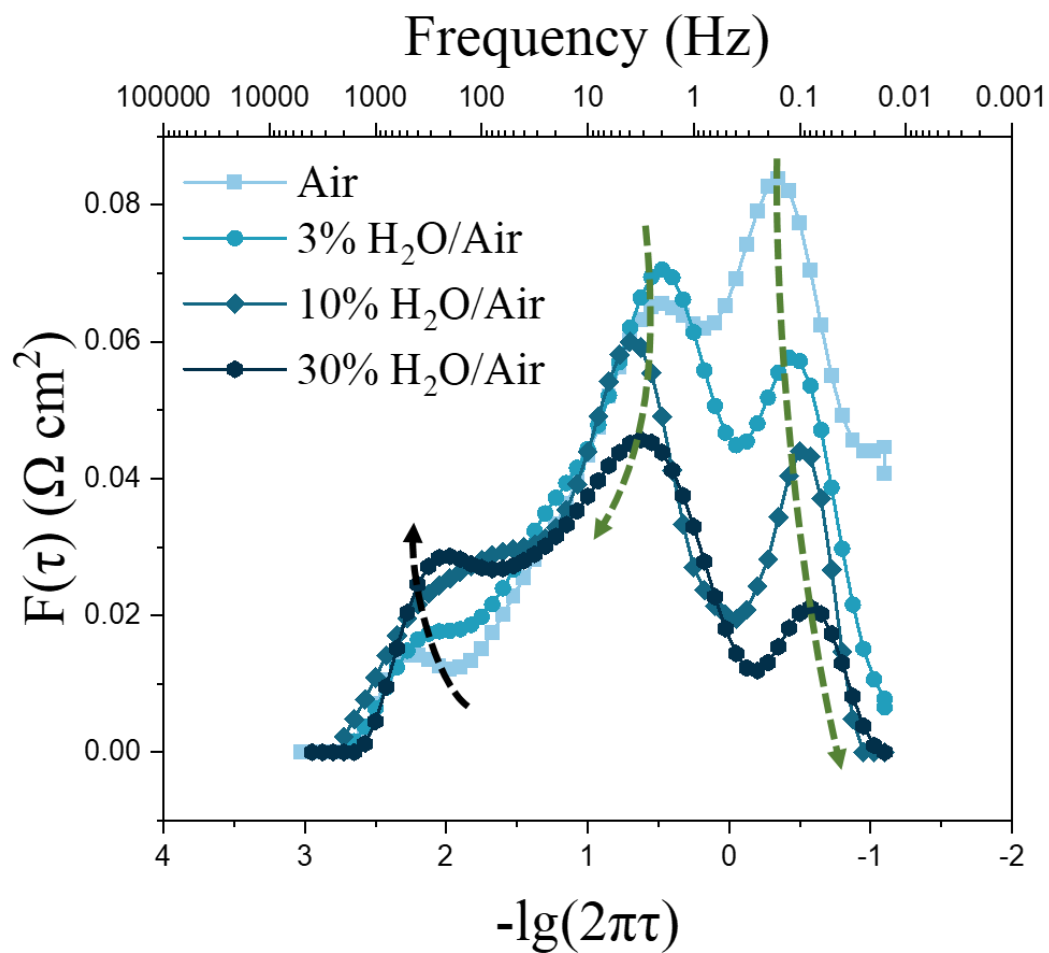 Frequency (Hz)
100000 10000 1000 100 10 1 0.1 0.01 0.001
Air
3% H₂O/Air
10% H₂O/Air
30% H₂O/Air
F(τ) (Ω cm²)
0.08
0.06
0.04
0.02
0.00
4 3 2 1 0 -1 -2
-lg(2πτ)